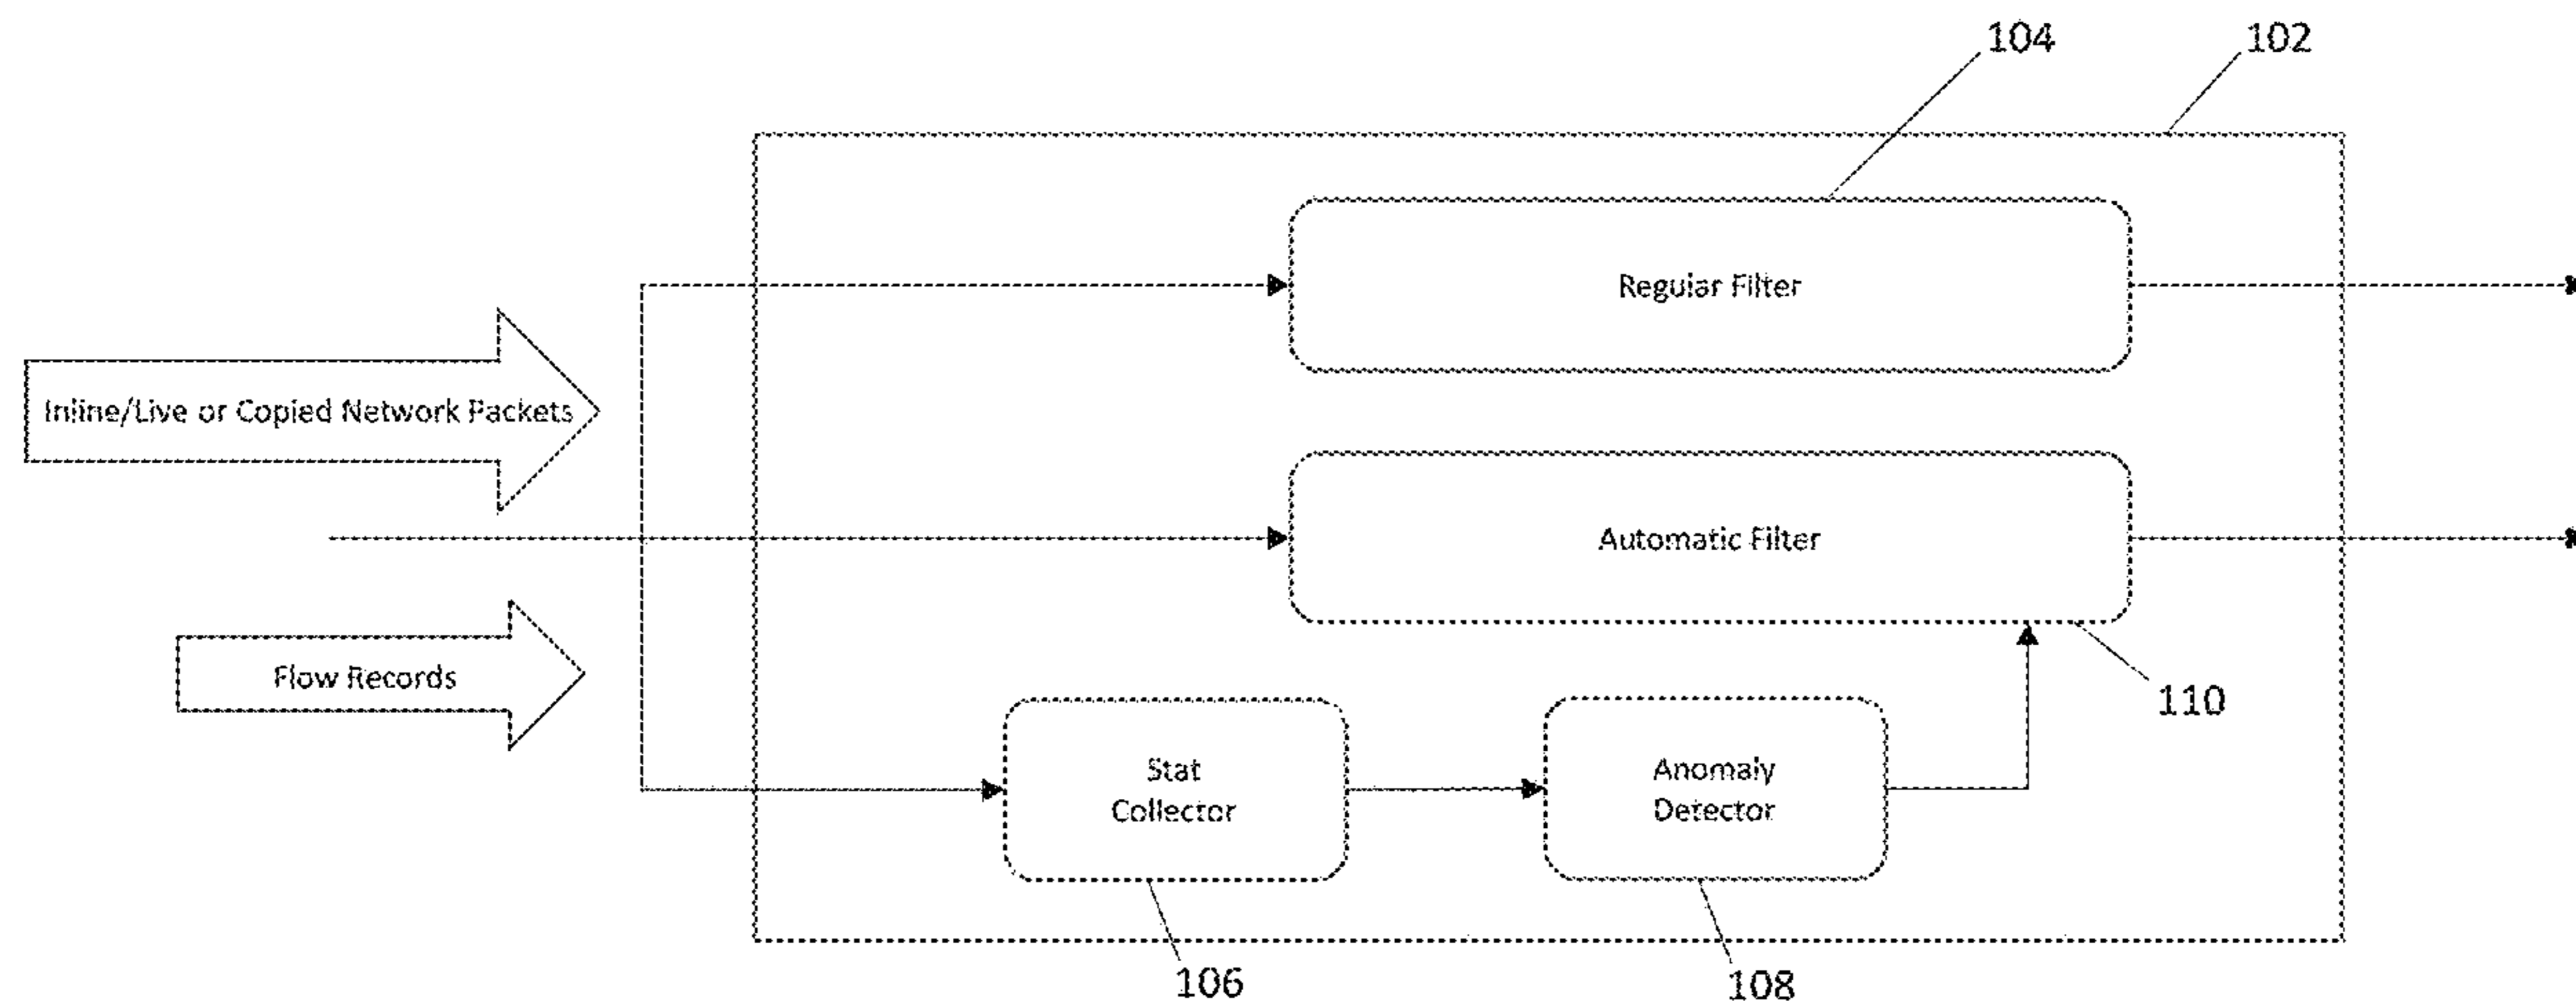 104
102
Regular Filter
Inline/Live or Copied Network Packets
Automatic Filter
Flow Records
110
Stat
Collector
Anomaly
Detector
106
108